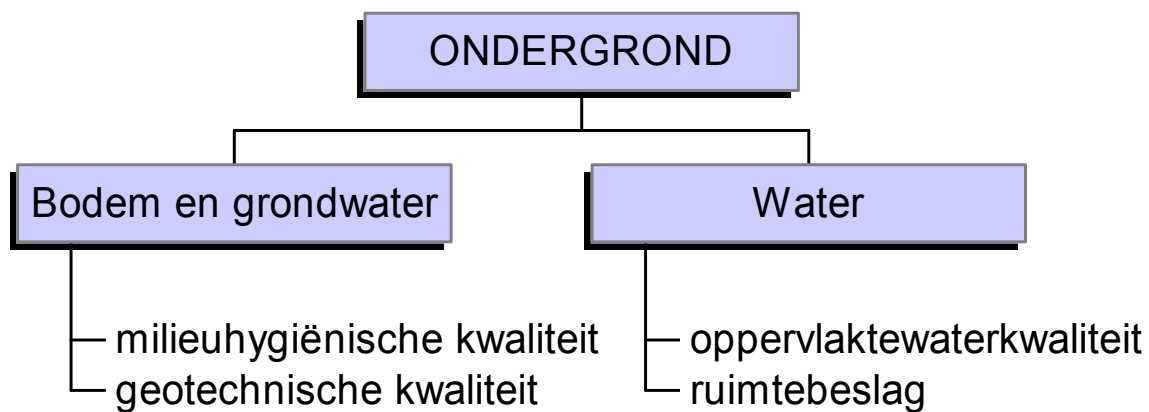 ONDERGROND
Bodem en grondwater
Water
milieuhygiënische kwaliteit
geotechnische kwaliteit
oppervlaktewaterkwaliteit
ruimtebeslag